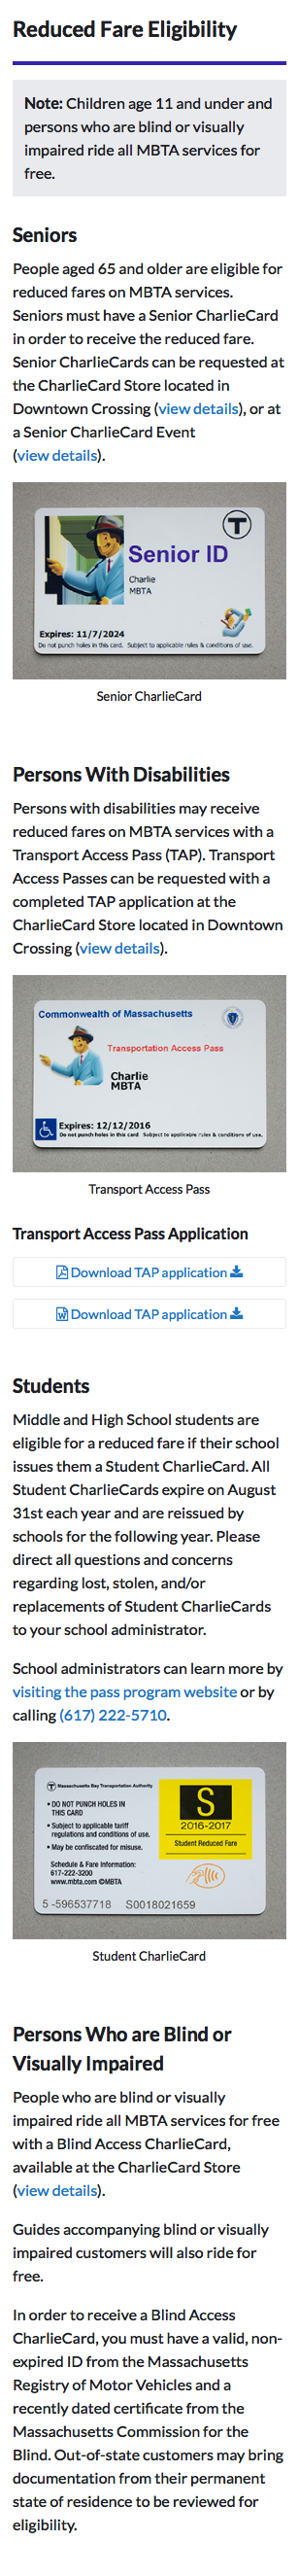 Reduced Fare Eligibility
Note: Children age 11 and under and
persons who are blind or visually
impaired ride all MBTA services for
free.
Seniors
People aged 65 and older are eligible for
reduced fares on MBTA services.
Seniors must have a Senior CharlieCard
in order to receive the reduced fare.
Senior CharlieCards can be requested at
the CharlieCard Store located in
Downtown Crossing (view details), or at
a Senior CharlieCard Event
(view details).
T
Senior ID
Charlie
MBTA
Expires: 11/7/2024
Do not punch holes in this card. Subject to applicable rules & conditions of use.
Senior CharlieCard
Persons With Disabilities
Persons with disabilities may receive
reduced fares on MBTA services with a
Transport Access Pass (TAP). Transport
Access Passes can be requested with a
completed TAP application at the
CharlieCard Store located in Downtown
Crossing (view details).
Commonwealth of Massachusetts
Transportation Access Pass
Charlie
MBTA
Expires: 12/12/2016
Do not punch holes in this card. Subject to applicable rules & conditions of use.
Transport Access Pass
Transport Access Pass Application
Download TAP application
Download TAP application
Students
Middle and High School students are
eligible for a reduced fare if their school
issues them a Student CharlieCard. All
Student CharlieCards expire on August
31st each year and are reissued by
schools for the following year. Please
direct all questions and concerns
regarding lost, stolen, and/or
replacements of Student CharlieCards
to your school administrator.
School administrators can learn more by
visiting the pass program website or by
calling (617) 222-5710.
T Massachusetts Bay Transportation Authority
• DO NOT PUNCH HOLES IN
THIS CARD
• Subject to applicable tariff
regulations and conditions of use.
• May be confiscated for misuse.
Schedule & Fare Information:
617-222-3200
www.mbta.com ©MBTA
S
2016-2017
Student Reduced Fare
5 -596537718 S0018021659
Student CharlieCard
Persons Who are Blind or
Visually Impaired
People who are blind or visually
impaired ride all MBTA services for free
with a Blind Access CharlieCard,
available at the CharlieCard Store
(view details).
Guides accompanying blind or visually
impaired customers will also ride for
free.
In order to receive a Blind Access
CharlieCard, you must have a valid, non-
expired ID from the Massachusetts
Registry of Motor Vehicles and a
recently dated certificate from the
Massachusetts Commission for the
Blind. Out-of-state customers may bring
documentation from their permanent
state of residence to be reviewed for
eligibility.